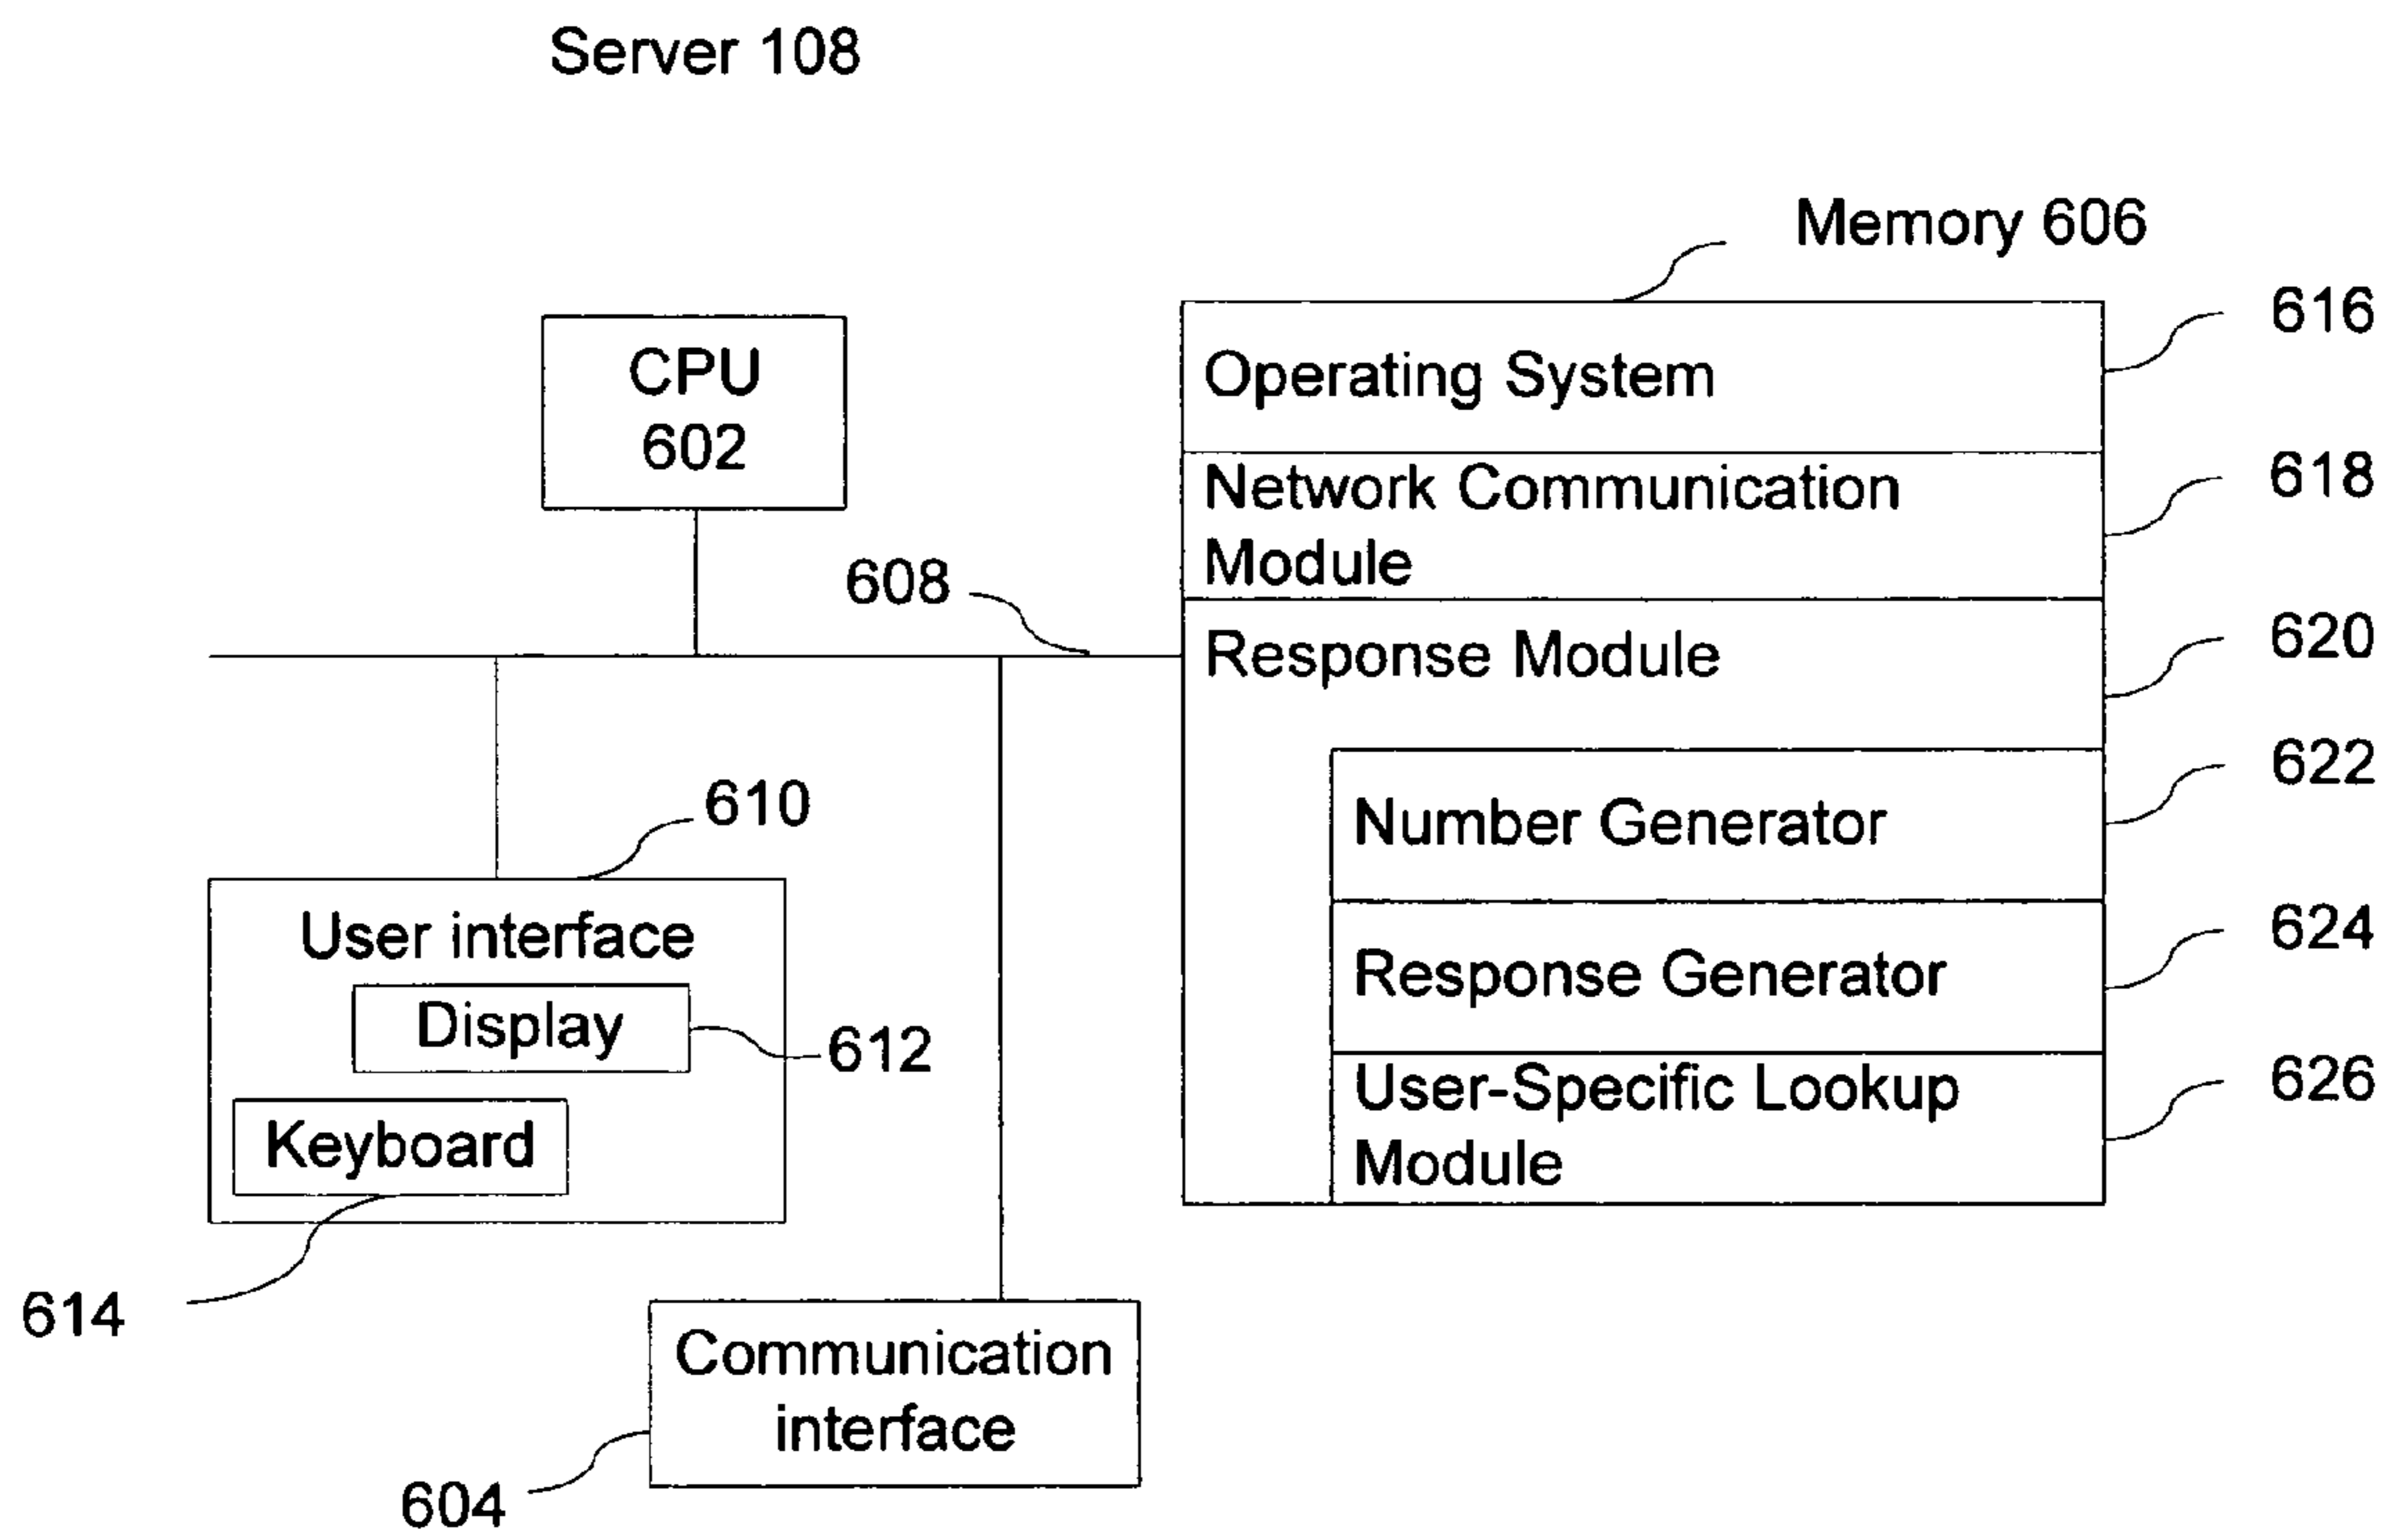 Server 108
Memory 606
CPU
602
Operating System
616
Network Communication
Module
618
608
Response Module
620
Number Generator
622
Response Generator
624
User-Specific Lookup
Module
626
610
User interface
Display
612
Keyboard
614
Communication
interface
604